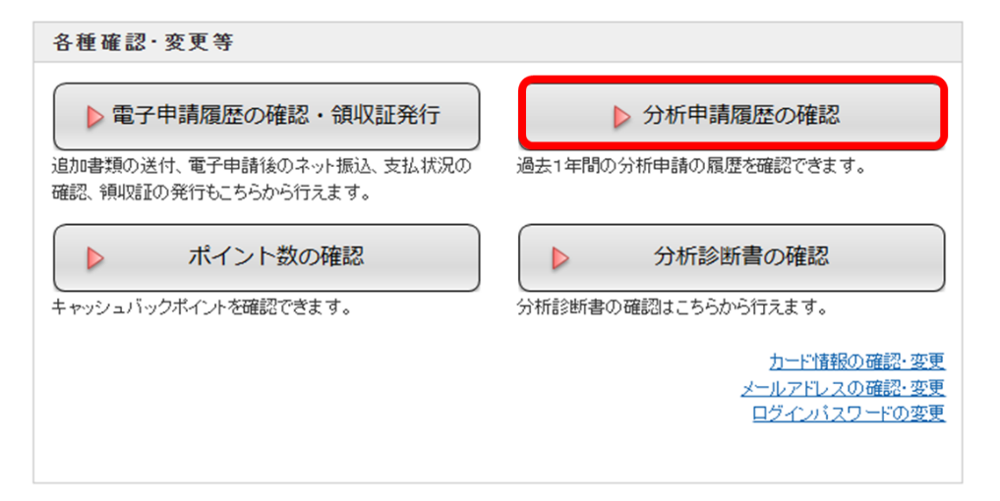 各種確認・変更等
電子申請履歴の確認・領収証発行
追加書類の送付、電子申請後のネット振込、支払状況の
確認、領収証の発行もこちらから行えます。
分析申請履歴の確認
過去1年間の分析申請の履歴を確認できます。
ポイント数の確認
キャッシュバックポイントを確認できます。
分析診断書の確認
分析診断書の確認はこちらから行えます。
カード情報の確認・変更
メールアドレスの確認・変更
ログインパスワードの変更